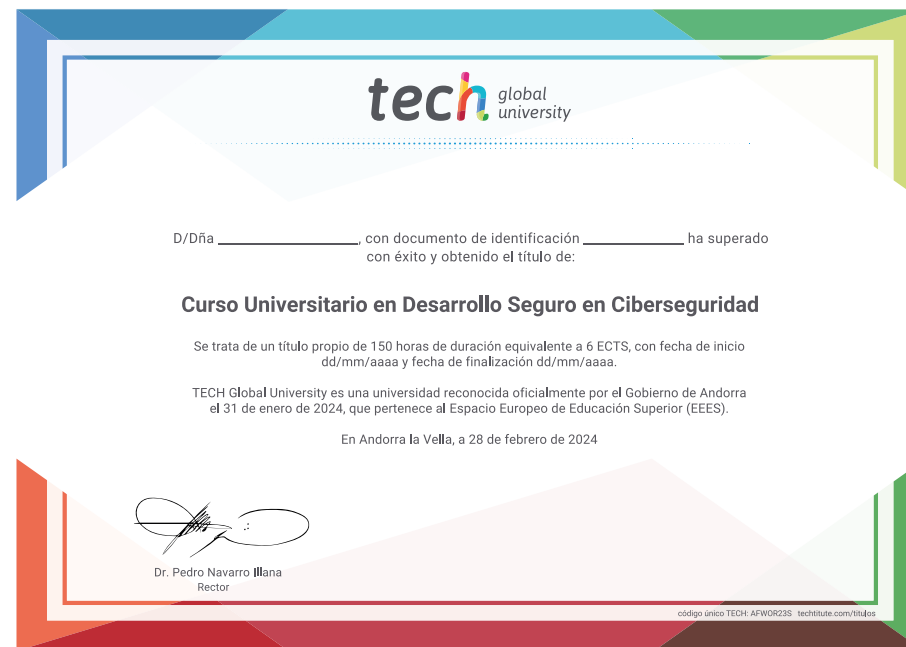 tech global university
D/Dña ________________, con documento de identificación ____________ ha superado
con éxito y obtenido el título de:
Curso Universitario en Desarrollo Seguro en Ciberseguridad
Se trata de un título propio de 150 horas de duración equivalente a 6 ECTS, con fecha de inicio
dd/mm/aaaa y fecha de finalización dd/mm/aaaa.
TECH Global University es una universidad reconocida oficialmente por el Gobierno de Andorra
el 31 de enero de 2024, que pertenece al Espacio Europeo de Educación Superior (EEES).
En Andorra la Vella, a 28 de febrero de 2024
Dr. Pedro Navarro Illana
Rector
código único TECH: AFWOR23S techtitute.com/titulos